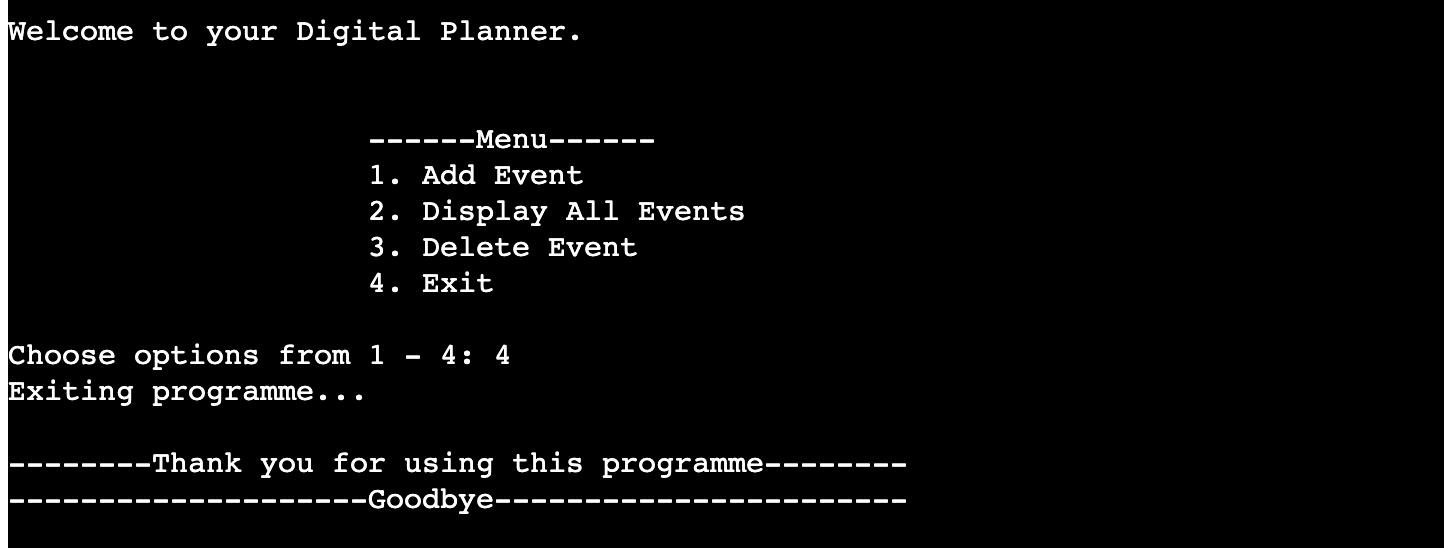 Welcome to your Digital Planner.
------Menu------
1. Add Event
2. Display All Events
3. Delete Event
4. Exit
Choose options from 1 - 4: 4
Exiting programme...
--------Thank you for using this programme--------
--------------------Goodbye-----------------------